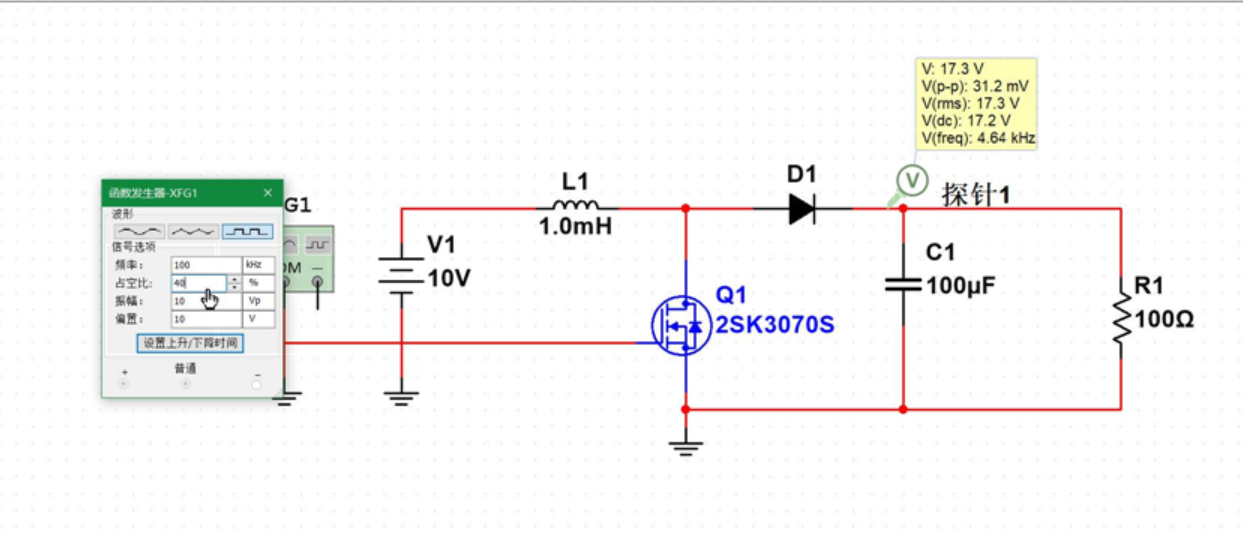 V: 17.3 V
V(p-p): 31.2 mV
V(rms): 17.3 V
V(dc): 17.2 V
V(freq): 4.64 kHz
探针1
D1
L1
1.0mH
函数发生器-XFG1
×
G1
波形
信号选项
频率: 100 kHz
占空比: 40 %
振幅: 10 Vp
偏置: 10 V
设置上升/下降时间
+ 普通 −
OM
V1
10V
Q1
2SK3070S
C1
100µF
R1
100Ω
V